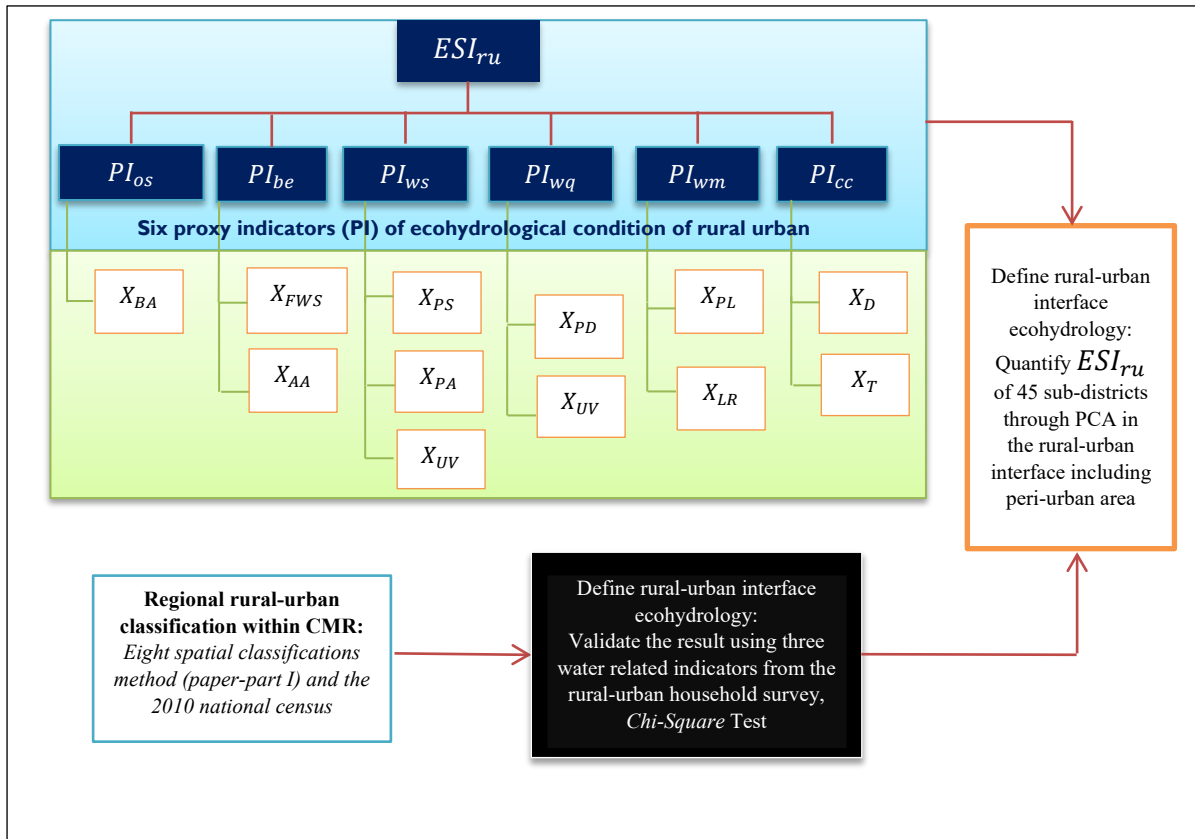 ESI_ru
PI_os
PI_be
PI_ws
PI_wq
PI_wm
PI_cc
Six proxy indicators (PI) of ecohydrological condition of rural urban
X_BA
X_FWS
X_AA
X_PS
X_PA
X_UV
X_PD
X_UV
X_PL
X_LR
X_D
X_T
Define rural-urban
interface
ecohydrology:
Quantify ESI_ru
of 45 sub-districts
through PCA in
the rural-urban
interface including
peri-urban area
Regional rural-urban
classification within CMR:
Eight spatial classifications
method (paper-part I) and the
2010 national census
Define rural-urban interface
ecohydrology:
Validate the result using three
water related indicators from the
rural-urban household survey,
Chi-Square Test